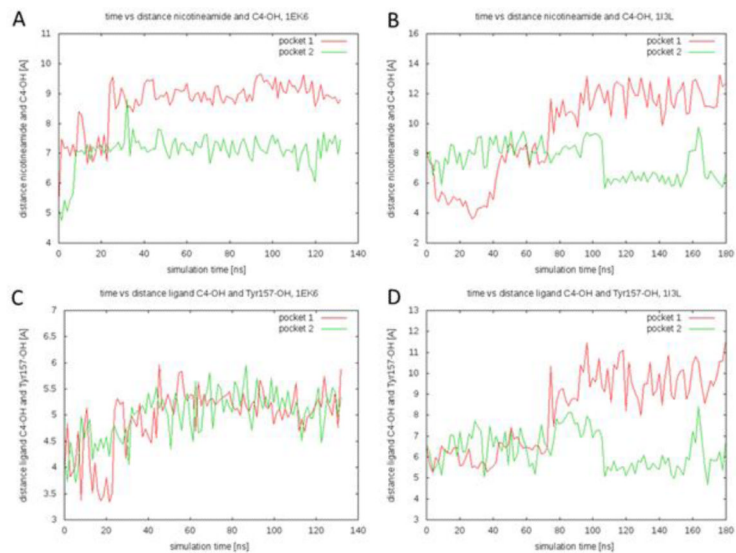 A
time vs distance nicotineamide and C4-OH, 1EK6
pocket 1
pocket 2
distance nicotineamide and C4-OH [A]
11
10
9
8
7
6
5
4
0 20 40 60 80 100 120 140
simulation time [ns]
B
time vs distance nicotineamide and C4-OH, 1I3L
pocket 1
pocket 2
distance nicotineamide and C4-OH [A]
16
14
12
10
8
6
4
2
0 20 40 60 80 100 120 140 160 180
simulation time [ns]
C
time vs distance ligand C4-OH and Tyr157-OH, 1EK6
pocket 1
pocket 2
distance ligand C4-OH and Tyr157-OH [A]
7
6.5
6
5.5
5
4.5
4
3.5
3
0 20 40 60 80 100 120 140
simulation time [ns]
D
time vs distance ligand C4-OH and Tyr157-OH, 1I3L
pocket 1
pocket 2
distance ligand C4-OH and Tyr157-OH [A]
13
12
11
10
9
8
7
6
5
4
3
0 20 40 60 80 100 120 140 160 180
simulation time [ns]